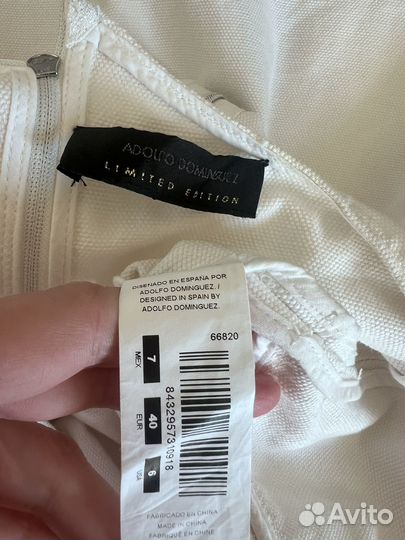 ADOLFO DOMINGUEZ
LIMITED EDITION
DISEÑADO EN ESPAÑA POR
ADOLFO DOMINGUEZ. /
DESIGNED IN SPAIN BY
ADOLFO DOMINGUEZ.
66820
7 MEX
40 EUR
6 USA
8432957310918
FABRICADO EN CHINA
MADE IN CHINA
FABRIQUE EN CHINE
Avito